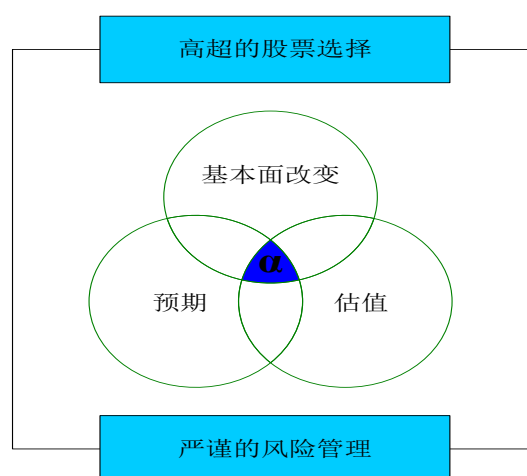 高超的股票选择
基本面改变
α
预期
估值
严谨的风险管理